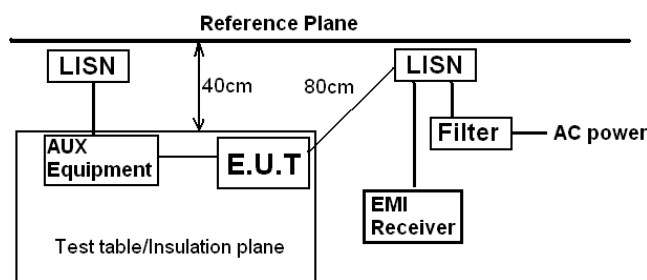 Reference Plane
LISN
40cm
80cm
LISN
AUX
Equipment
E.U.T
Filter
AC power
EMI
Receiver
Test table/Insulation plane